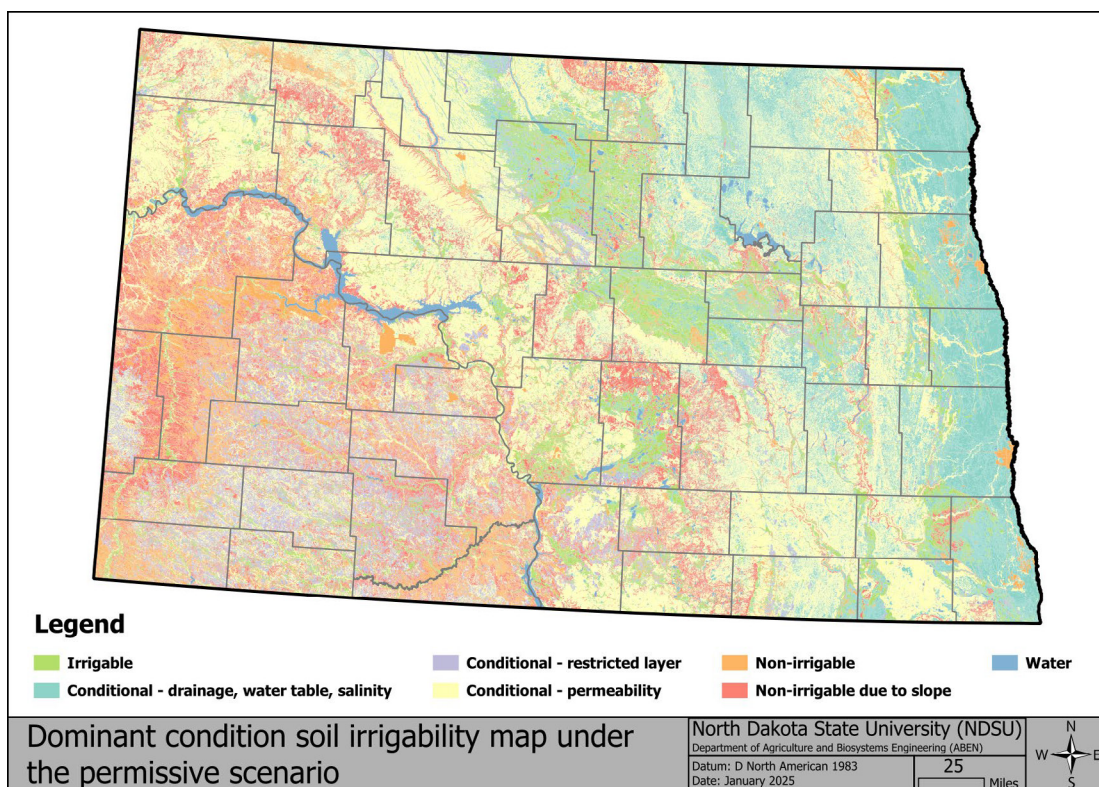 Legend
Irrigable
Conditional - drainage, water table, salinity
Conditional - restricted layer
Conditional - permeability
Non-irrigable
Non-irrigable due to slope
Water
Dominant condition soil irrigability map under
the permissive scenario
North Dakota State University (NDSU)
Department of Agriculture and Biosystems Engineering (ABEN)
Datum: D North American 1983
Date: January 2025
25
Miles
N
W
E
S